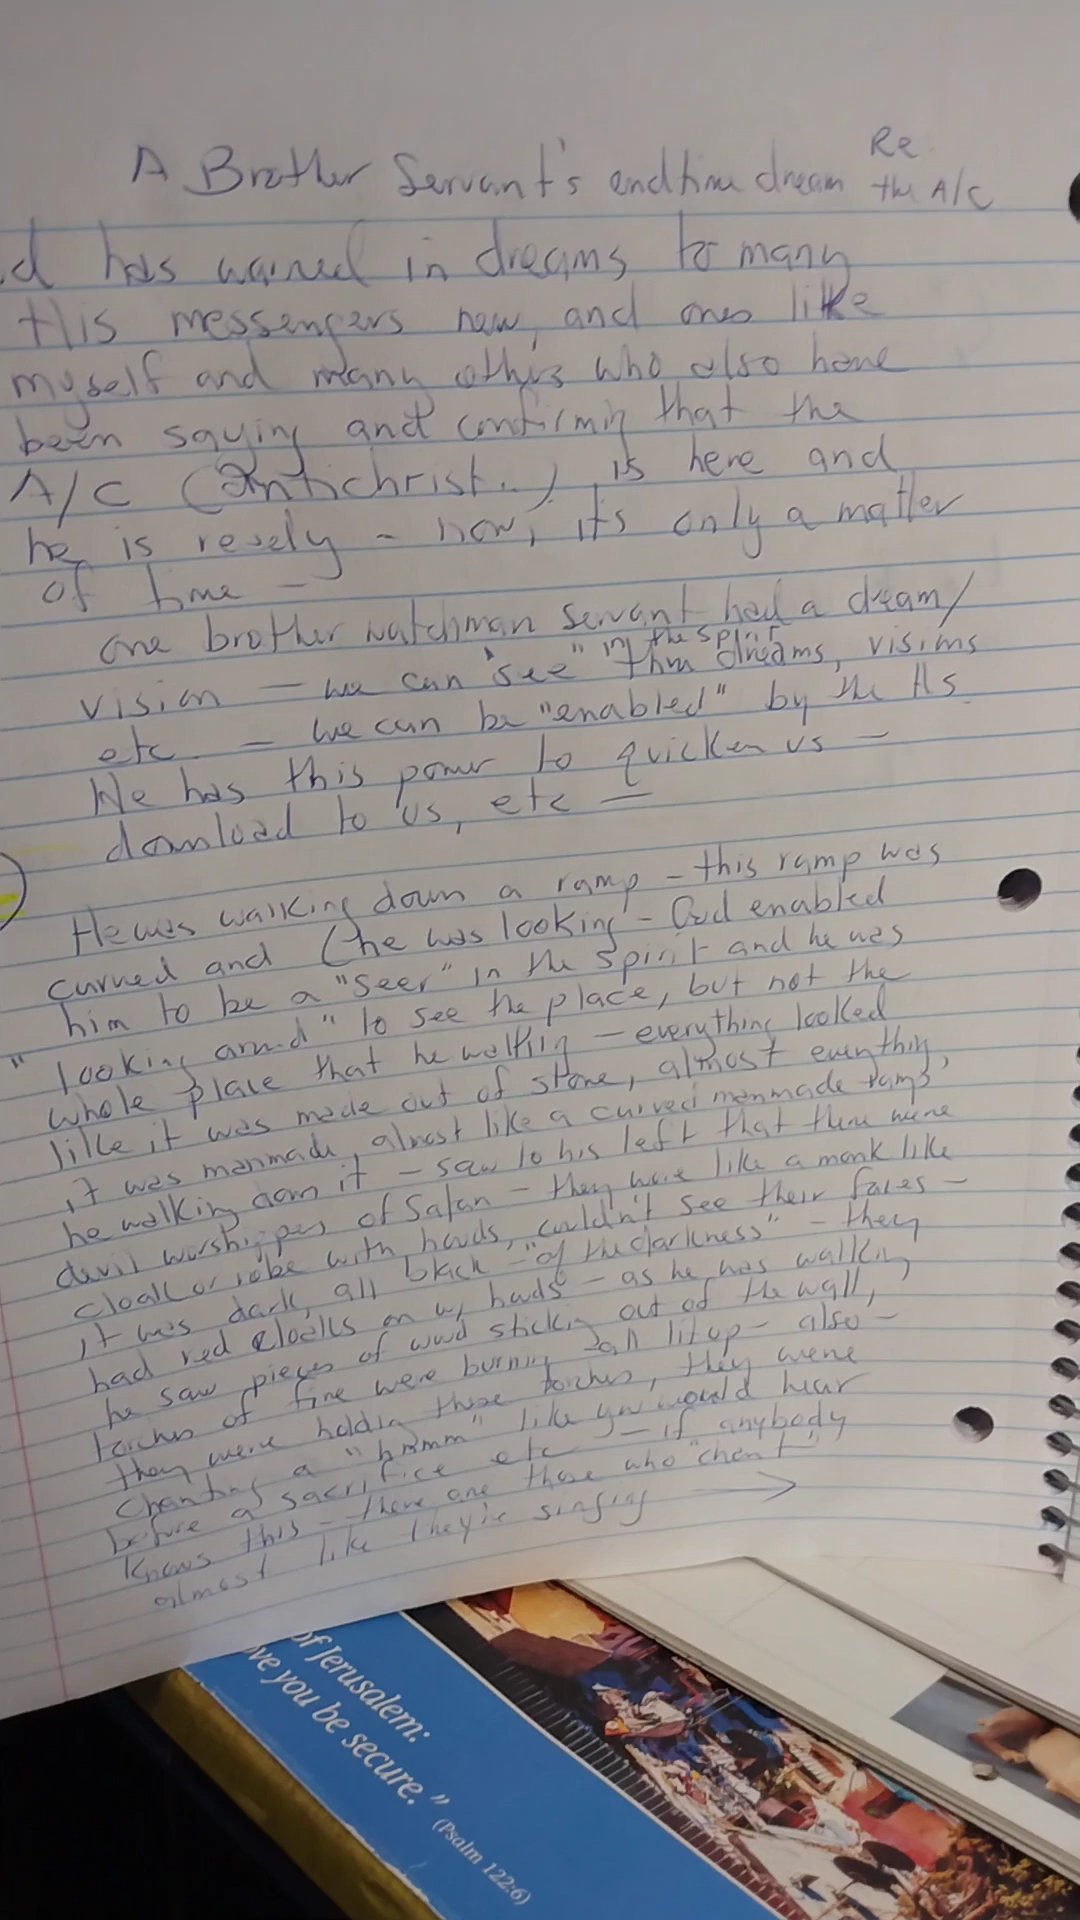 A Brother Servant's endtime dream Re the A/C
d has warned in dreams to many
His messengers now, and ones like
myself and many others who also have
been saying and confirming that the
A/C (Antichrist..) is here and
he is ready - now, it's only a matter
of time -
one brother watchman servant had a dream/
vision - we can "see" in the spirit thru dreams, visions
etc - we can be "enabled" by the HS
He has this power to quicken us -
download to us, etc -
He was walking down a ramp - this ramp was
curved and (he was looking - God enabled
him to be a "seer" in the spirit and he was
"looking around" to see the place, but not the
whole place that he walking - everything looked
like it was made out of stone, almost everything,
it was manmade, almost like a curved manmade ramp
he walking down it - saw to his left that there were
devil worshippers of Satan - they have like a monk like
cloak or robe with hoods, couldn't see their faces -
it was dark, all black - "of the darkness" - they
had red cloaks on w/ hoods - as he was walking
he saw pieces of wood sticking out of the wall,
torches of fire were burning all lit up - also -
they were holding these torches, they were
chanting a "hmmm" like you would hear
before a sacrifice etc - if anybody
knows this - there are those who "chant"
almost like they're singing →
of Jerusalem:
ve you be secure."
(Psalm 122:6)